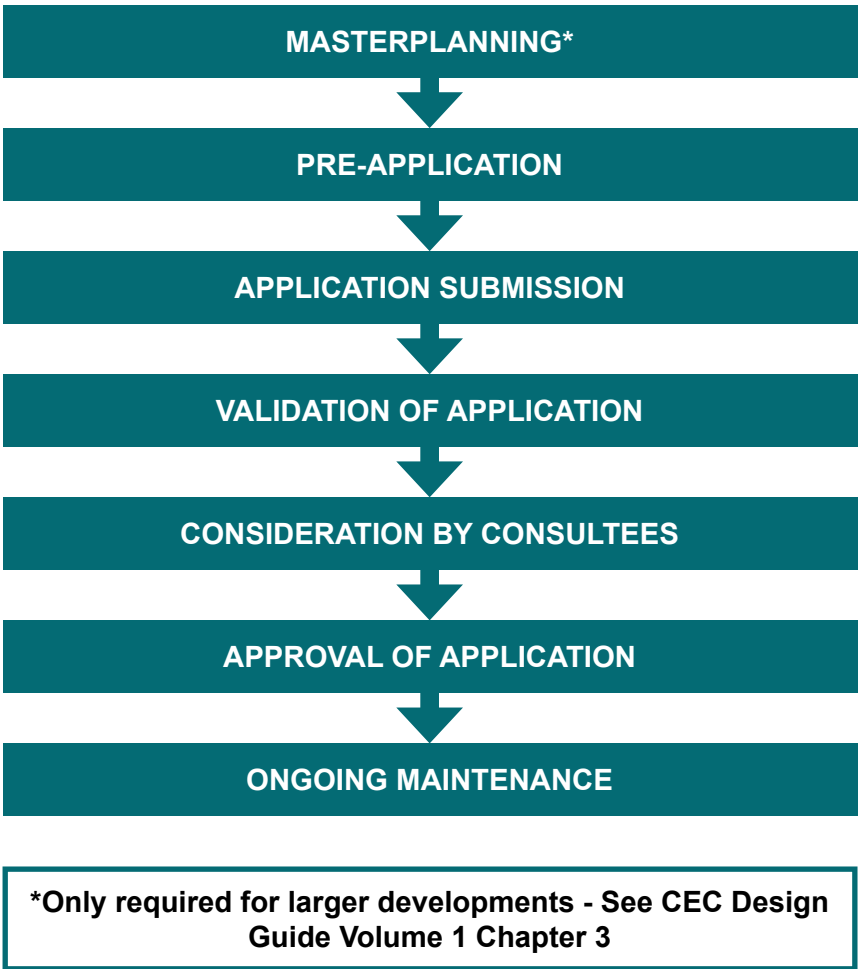 MASTERPLANNING*
PRE-APPLICATION
APPLICATION SUBMISSION
VALIDATION OF APPLICATION
CONSIDERATION BY CONSULTEES
APPROVAL OF APPLICATION
ONGOING MAINTENANCE
*Only required for larger developments - See CEC Design
Guide Volume 1 Chapter 3